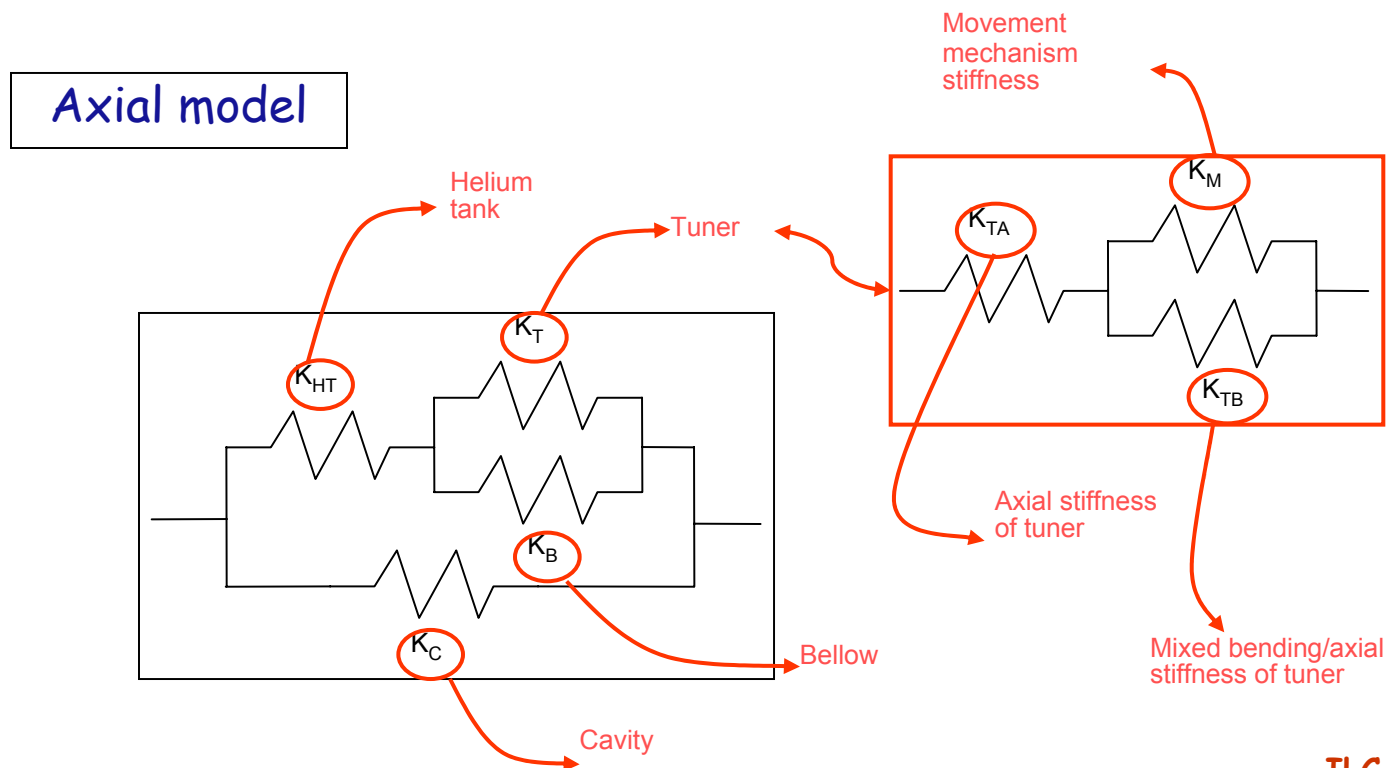 Axial model
Movement
mechanism
stiffness
Helium
tank
Tuner
K_M
K_TA
K_T
K_HT
K_TB
K_B
K_C
Axial stiffness
of tuner
Bellow
Mixed bending/axial
stiffness of tuner
Cavity